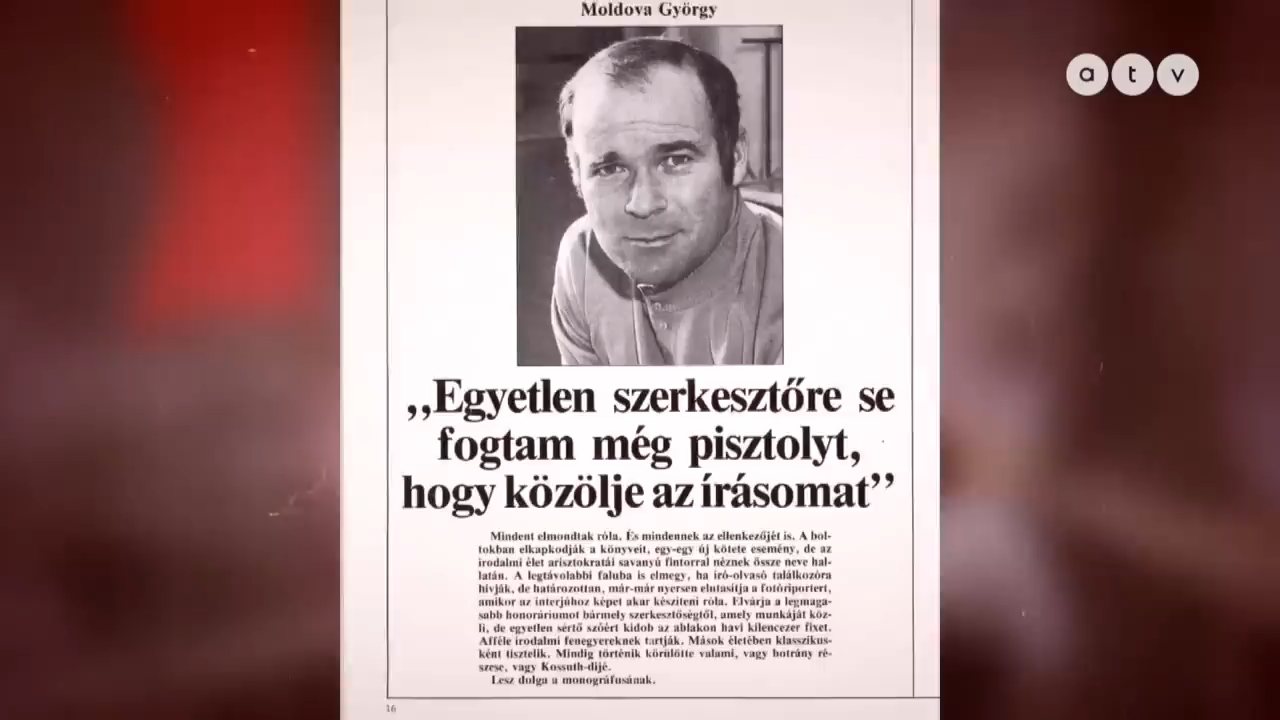 Moldova György
a t v
„Egyetlen szerkesztőre se
fogtam még pisztolyt,
hogy közölje az írásomat”
Mindent elmondtak róla. És mindennek az ellenkezőjét is. A bol-
tokban elkapkodják a könyveit, egy-egy új kötete esemény, de az
irodalmi élet arisztokratái savanyú fintorral néznek össze neve hal-
latán. A legtávolabbi faluba is elmegy, ha író-olvasó találkozóra
hívják, de határozottan, már-már nyersen elutasítja a fotóriportert,
amikor az interjúhoz képet akar készíteni róla. Elvárja a legmaga-
sabb honoráriumot bármely szerkesztőségtől, amely munkáját köz-
li, de egyetlen sértő szóért kidob az ablakon havi kilencezer fixet.
Afféle irodalmi fenegyereknek tartják. Mások életében klasszikus-
ként tisztelik. Mindig történik körülötte valami, vagy botrány ré-
szese, vagy Kossuth-díjé.
Lesz dolga a monográfusának.
16